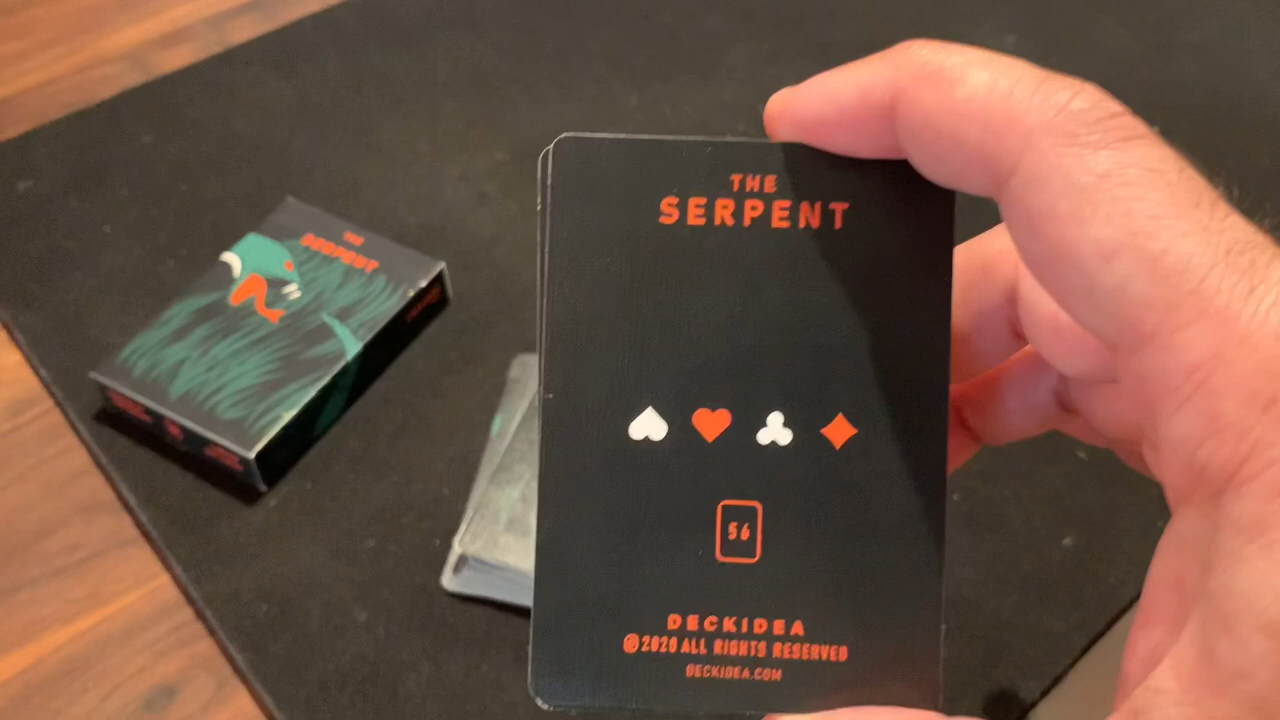 THE
SERPENT
THE
SERPENT
56
DECKIDEA
©2020 ALL RIGHTS RESERVED
DECKIDEA.COM